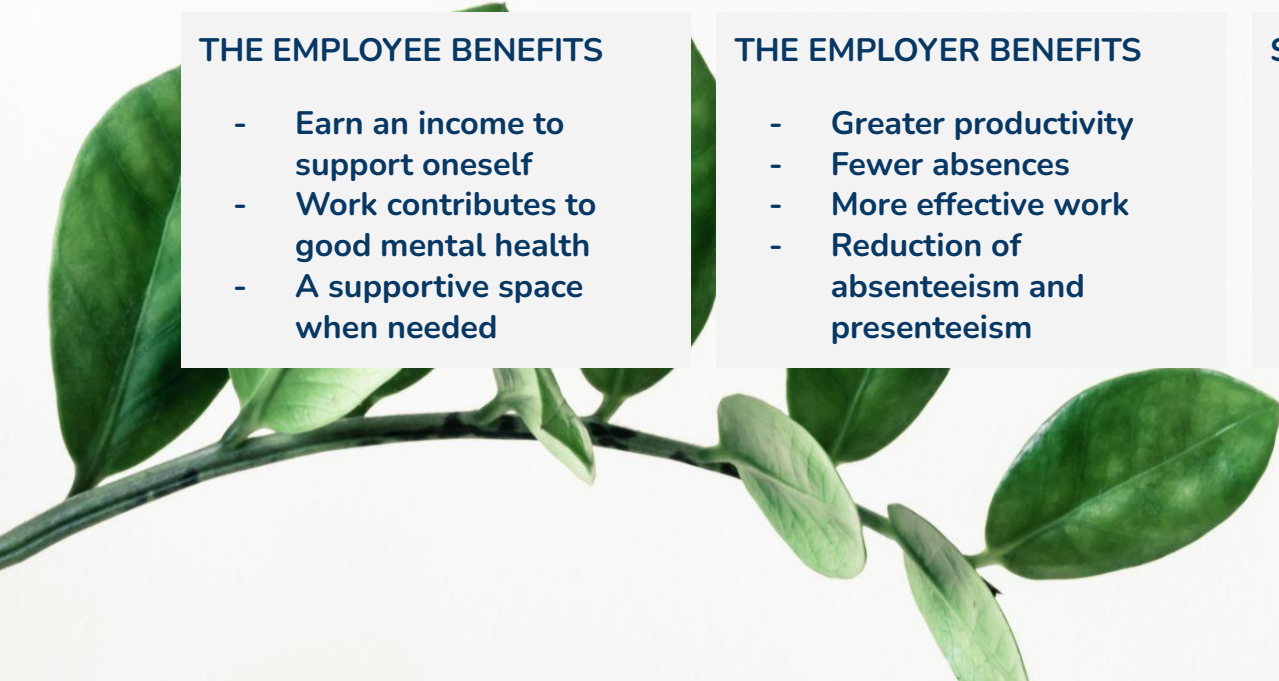 THE EMPLOYEE BENEFITS
- Earn an income to
support oneself
- Work contributes to
good mental health
- A supportive space
when needed
THE EMPLOYER BENEFITS
- Greater productivity
- Fewer absences
- More effective work
- Reduction of
absenteeism and
presenteeism